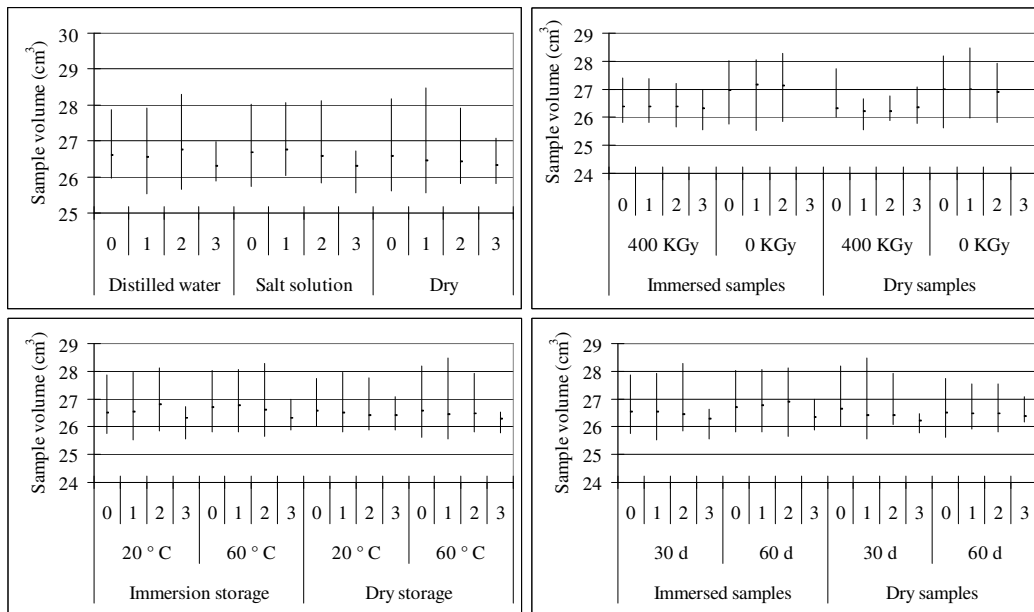 Sample volume (cm³)
30
29
28
27
26
25
0 1 2 3 0 1 2 3 0 1 2 3
Distilled water Salt solution Dry
Sample volume (cm³)
29
28
27
26
25
24
0 1 2 3 0 1 2 3 0 1 2 3 0 1 2 3
400 KGy 0 KGy 400 KGy 0 KGy
Immersed samples Dry samples
Sample volume (cm³)
29
28
27
26
25
24
0 1 2 3 0 1 2 3 0 1 2 3 0 1 2 3
20 ° C 60 ° C 20 ° C 60 ° C
Immersion storage Dry storage
Sample volume (cm³)
29
28
27
26
25
24
0 1 2 3 0 1 2 3 0 1 2 3 0 1 2 3
30 d 60 d 30 d 60 d
Immersed samples Dry samples